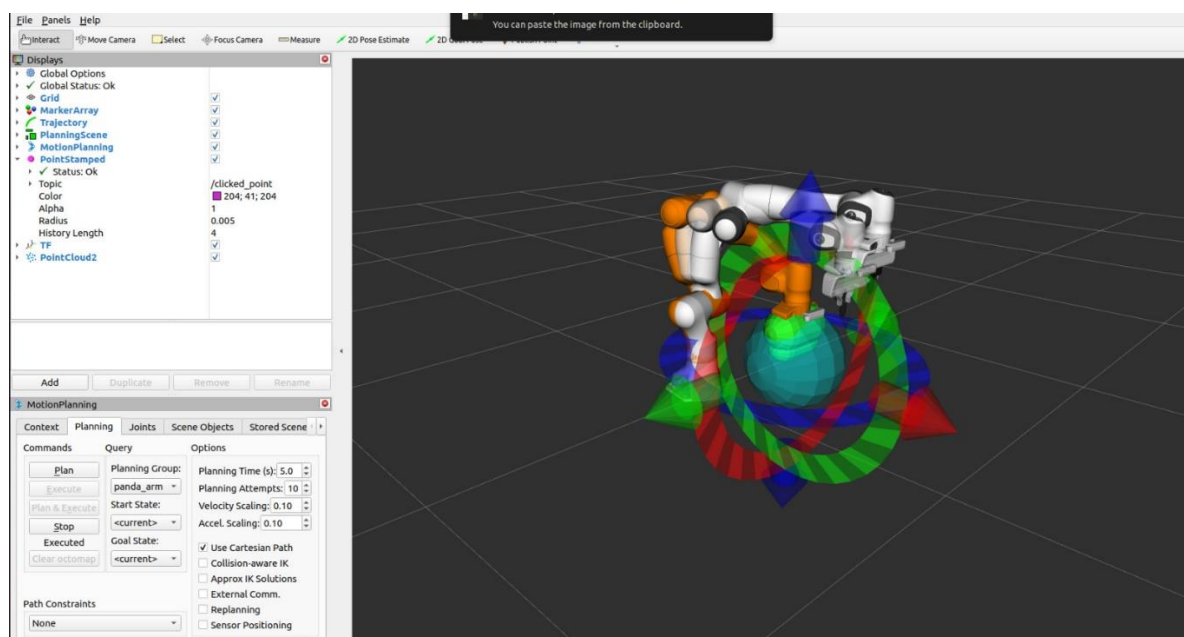 File Panels Help
You can paste the image from the clipboard.
Interact Move Camera Select Focus Camera Measure 2D Pose Estimate
Displays
Global Options
Global Status: Ok
Grid
MarkerArray
Trajectory
PlanningScene
MotionPlanning
PointStamped
Status: Ok
Topic /clicked_point
Color 204; 41; 204
Alpha 1
Radius 0.005
History Length 4
TF
PointCloud2
Add Duplicate Remove Rename
MotionPlanning
Context Planning Joints Scene Objects Stored Scene
Commands Query Options
Plan Planning Group: Planning Time (s): 5.0
Execute panda_arm Planning Attempts: 10
Plan & Execute Start State: Velocity Scaling: 0.10
Stop <current> Accel. Scaling: 0.10
Executed Goal State: Use Cartesian Path
Clear octomap <current> Collision-aware IK
Approx IK Solutions
External Comm.
Path Constraints Replanning
None Sensor Positioning